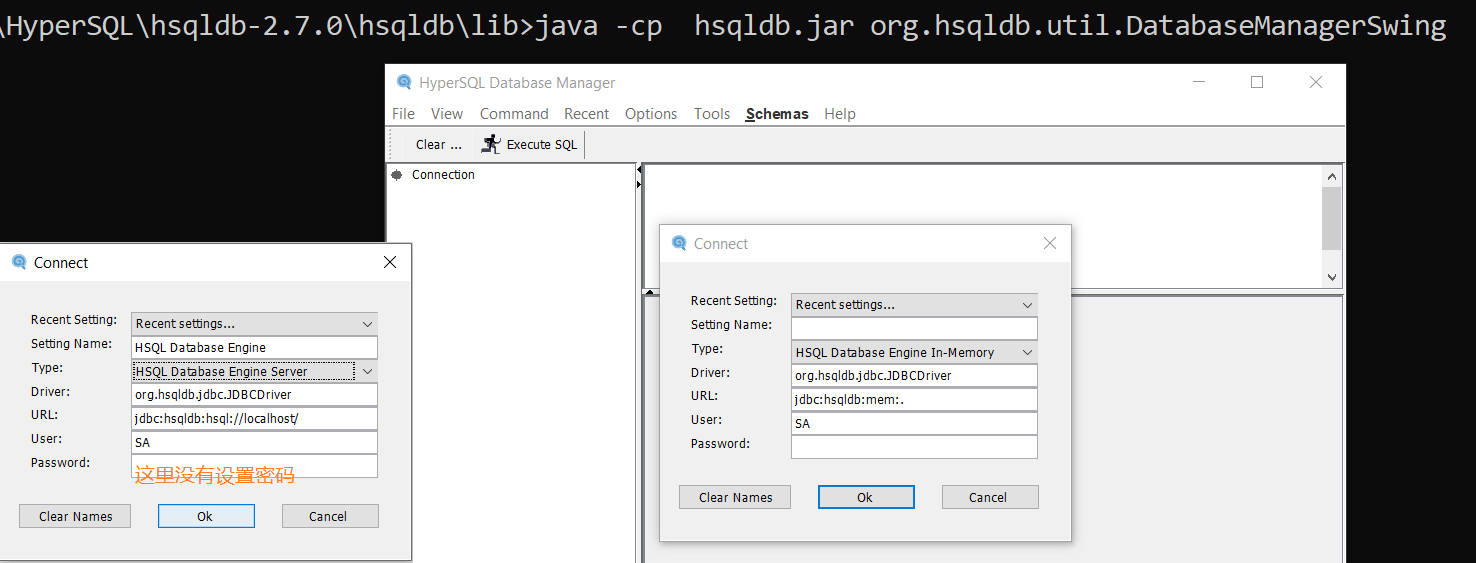 \HyperSQL\hsqldb-2.7.0\hsqldb\lib>java -cp  hsqldb.jar org.hsqldb.util.DatabaseManagerSwing
HyperSQL Database Manager
File View Command Recent Options Tools Schemas Help
Clear ... Execute SQL
Connection
Connect
Recent Setting: Recent settings...
Setting Name: HSQL Database Engine
Type: HSQL Database Engine Server
Driver: org.hsqldb.jdbc.JDBCDriver
URL: jdbc:hsqldb:hsql://localhost/
User: SA
Password:
这里没有设置密码
Clear Names Ok Cancel
Connect
Recent Setting: Recent settings...
Setting Name:
Type: HSQL Database Engine In-Memory
Driver: org.hsqldb.jdbc.JDBCDriver
URL: jdbc:hsqldb:mem:.
User: SA
Password:
Clear Names Ok Cancel